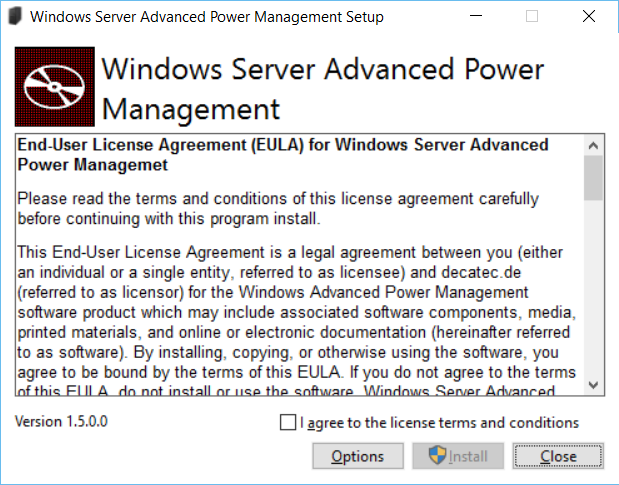 Windows Server Advanced Power Management Setup
Windows Server Advanced Power
Management
End-User License Agreement (EULA) for Windows Server Advanced
Power Managemet
Please read the terms and conditions of this license agreement carefully
before continuing with this program install.
This End-User License Agreement is a legal agreement between you (either
an individual or a single entity, referred to as licensee) and decatec.de
(referred to as licensor) for the Windows Advanced Power Management
software product which may include associated software components, media,
printed materials, and online or electronic documentation (hereinafter referred
to as software). By installing, copying, or otherwise using the software, you
agree to be bound by the terms of this EULA. If you do not agree to the terms
of this EULA, do not install or use the software. Windows Server Advanced
Version 1.5.0.0
I agree to the license terms and conditions
Options
Install
Close